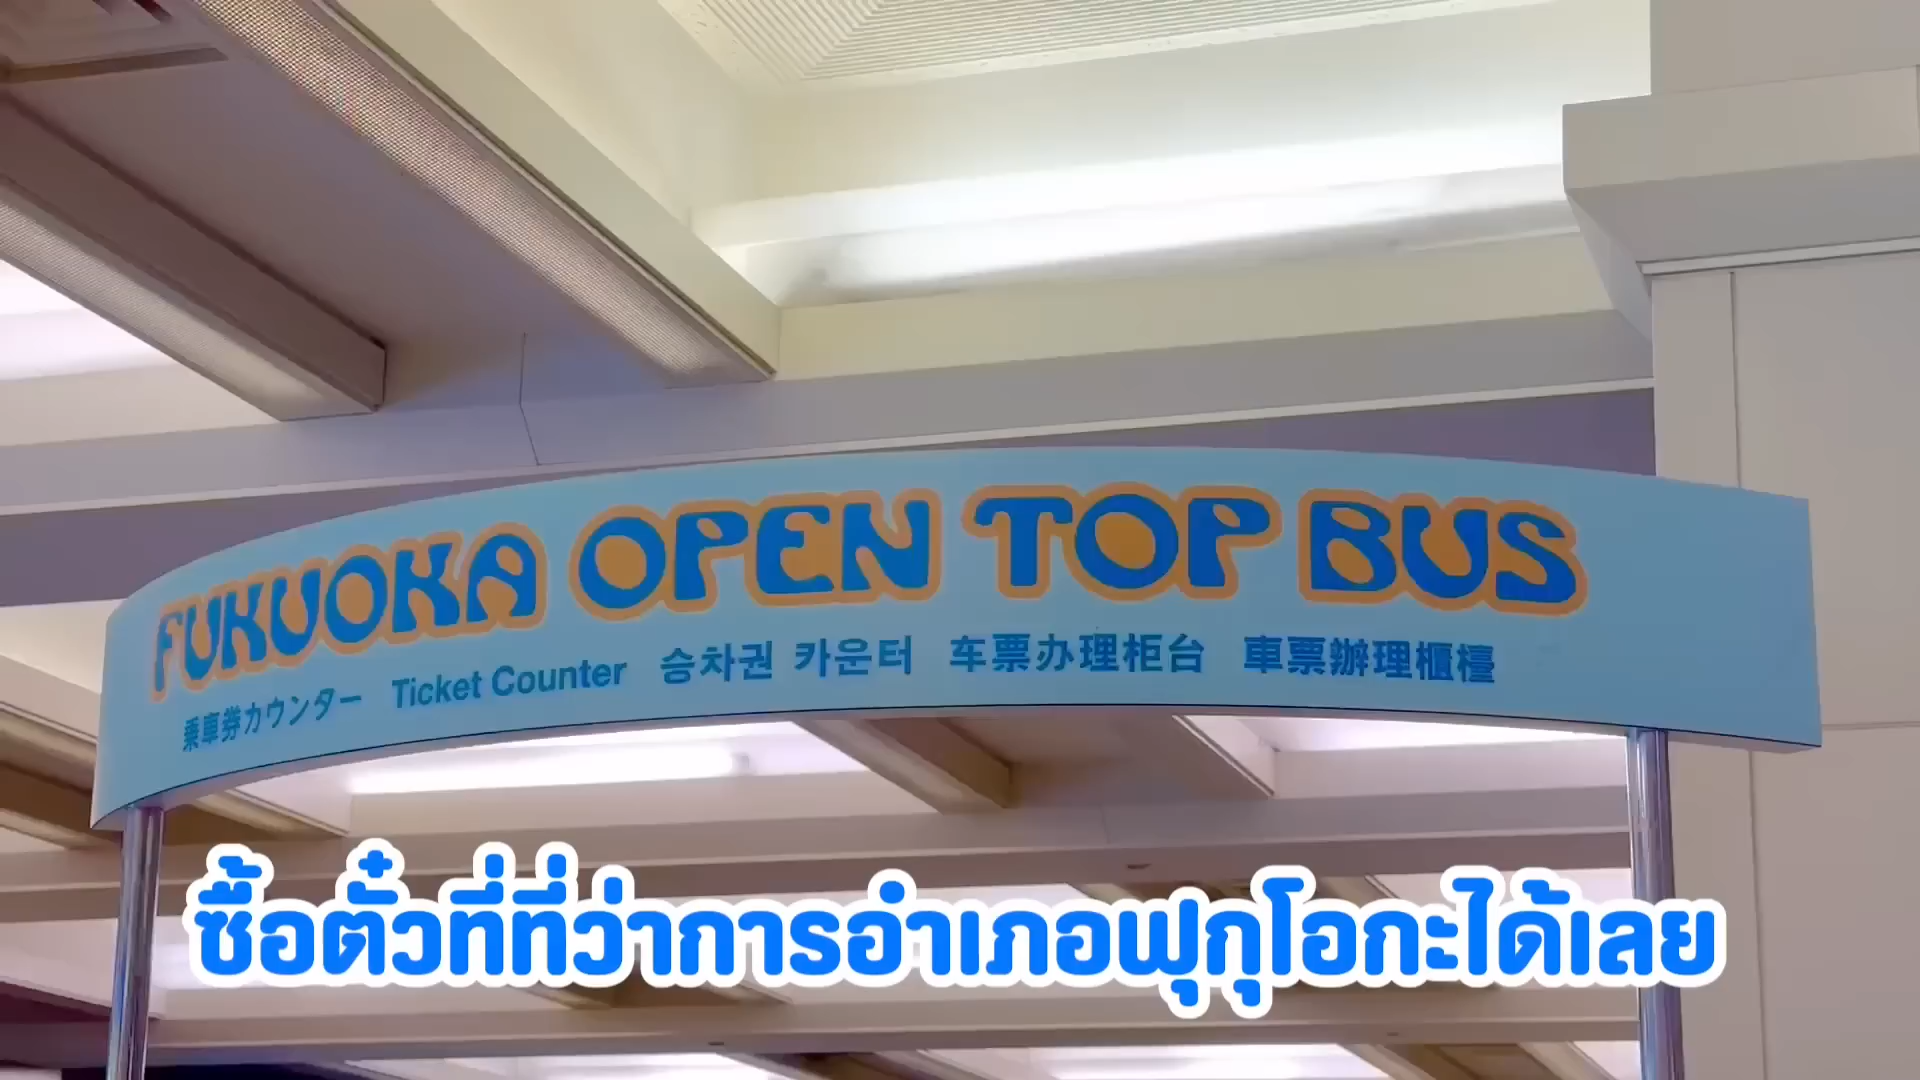 FUKUOKA OPEN TOP BUS
乗車券カウンター Ticket Counter 승차권 카운터 车票办理柜台 車票辦理櫃檯
ซื้อตั๋วที่ที่ว่าการอำเภอฟุกุโอกะได้เลย